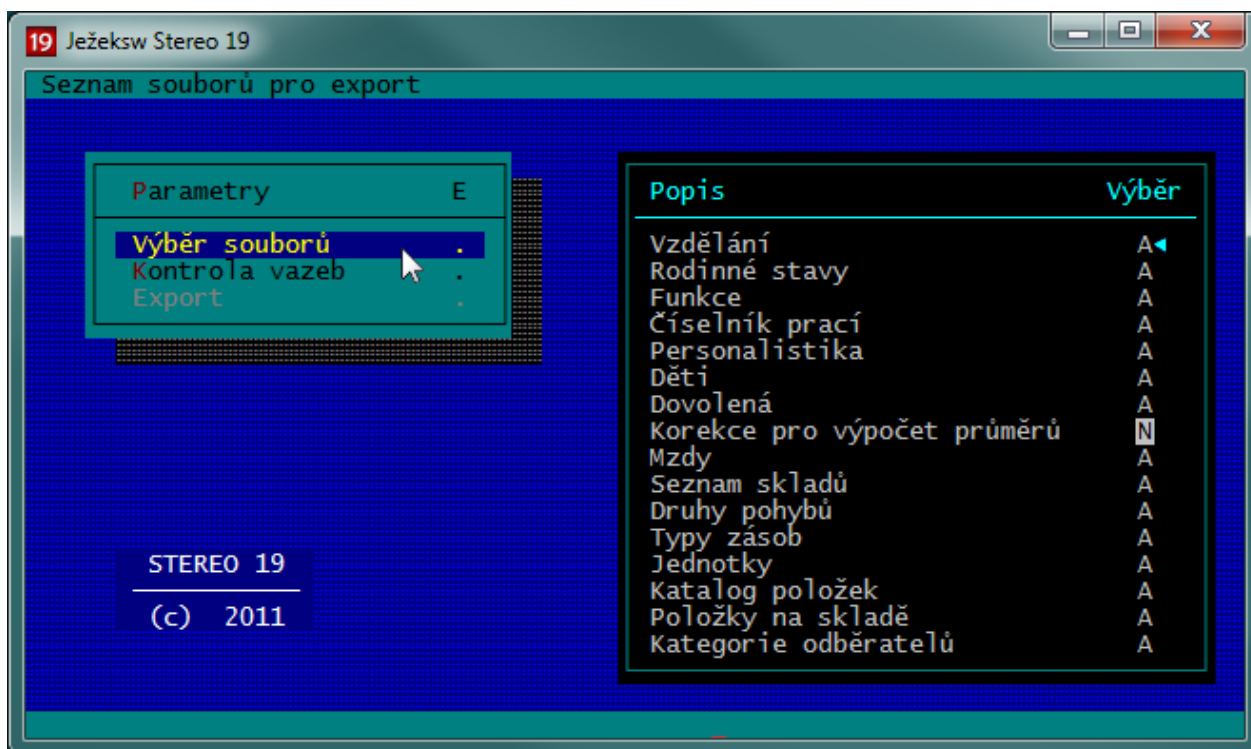 19 Ježeksw Stereo 19
Seznam souborů pro export
Parametry E
Výběr souborů .
Kontrola vazeb .
Export .
STEREO 19
(c) 2011
Popis Výběr
Vzdělání A
Rodinné stavy A
Funkce A
Číselník prací A
Personalistika A
Děti A
Dovolená A
Korekce pro výpočet průměrů N
Mzdy A
Seznam skladů A
Druhy pohybů A
Typy zásob A
Jednotky A
Katalog položek A
Položky na skladě A
Kategorie odběratelů A